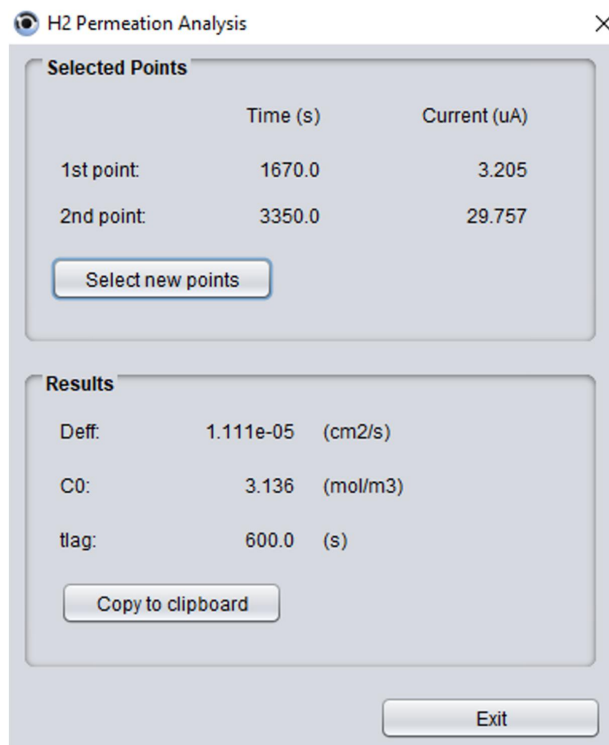 H2 Permeation Analysis
Selected Points
Time (s) Current (uA)
1st point: 1670.0 3.205
2nd point: 3350.0 29.757
Select new points
Results
Deff: 1.111e-05 (cm2/s)
C0: 3.136 (mol/m3)
tlag: 600.0 (s)
Copy to clipboard
Exit